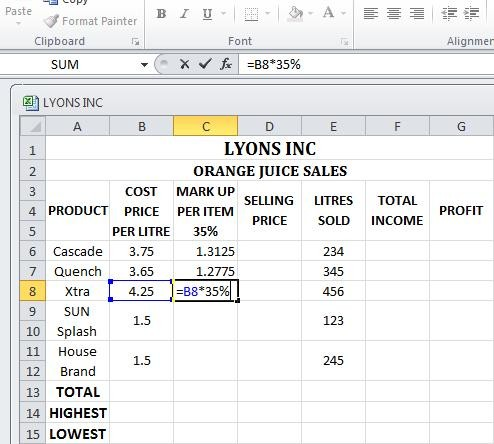 Paste
Format Painter
B I U A
Clipboard Font Alignmen
SUM fx =B8*35%
LYONS INC
A B C D E F G
1 LYONS INC
2 ORANGE JUICE SALES
3 COST MARK UP
4 PRODUCT PRICE PER ITEM SELLING PRICE LITRES SOLD TOTAL INCOME PROFIT
5 PER LITRE 35%
6 Cascade 3.75 1.3125 234
7 Quench 3.65 1.2775 345
8 Xtra 4.25 =B8*35% 456
9 SUN
10 Splash 1.5 123
11 House
12 Brand 1.5 245
13 TOTAL
14 HIGHEST
15 LOWEST